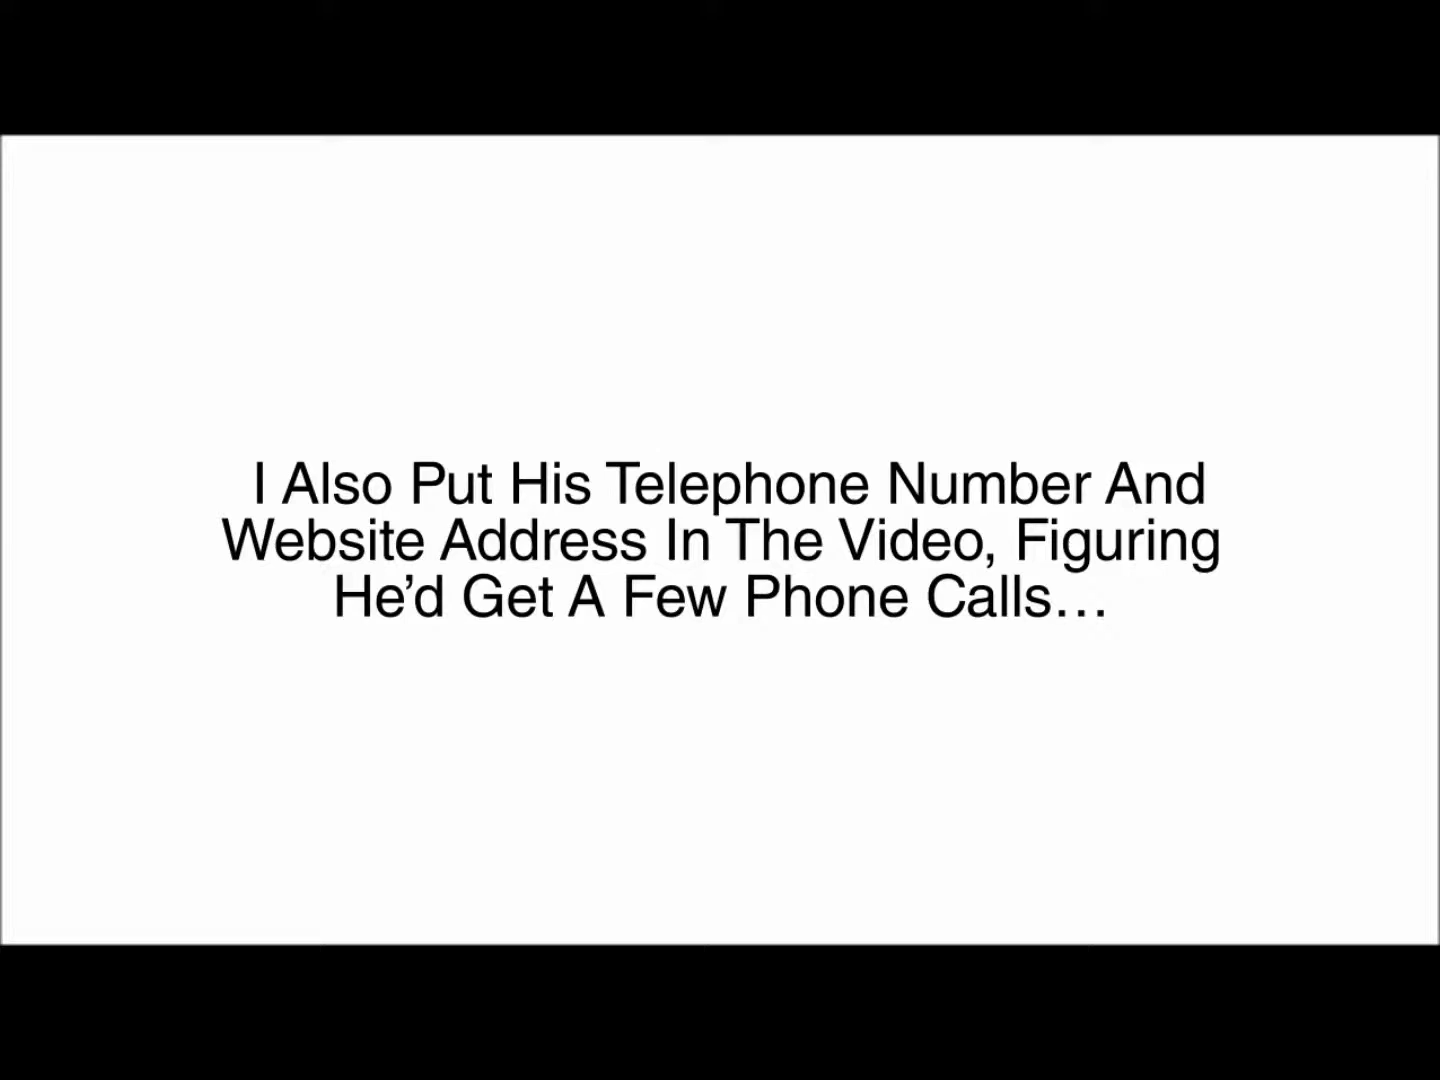 I Also Put His Telephone Number And
Website Address In The Video, Figuring
He’d Get A Few Phone Calls…